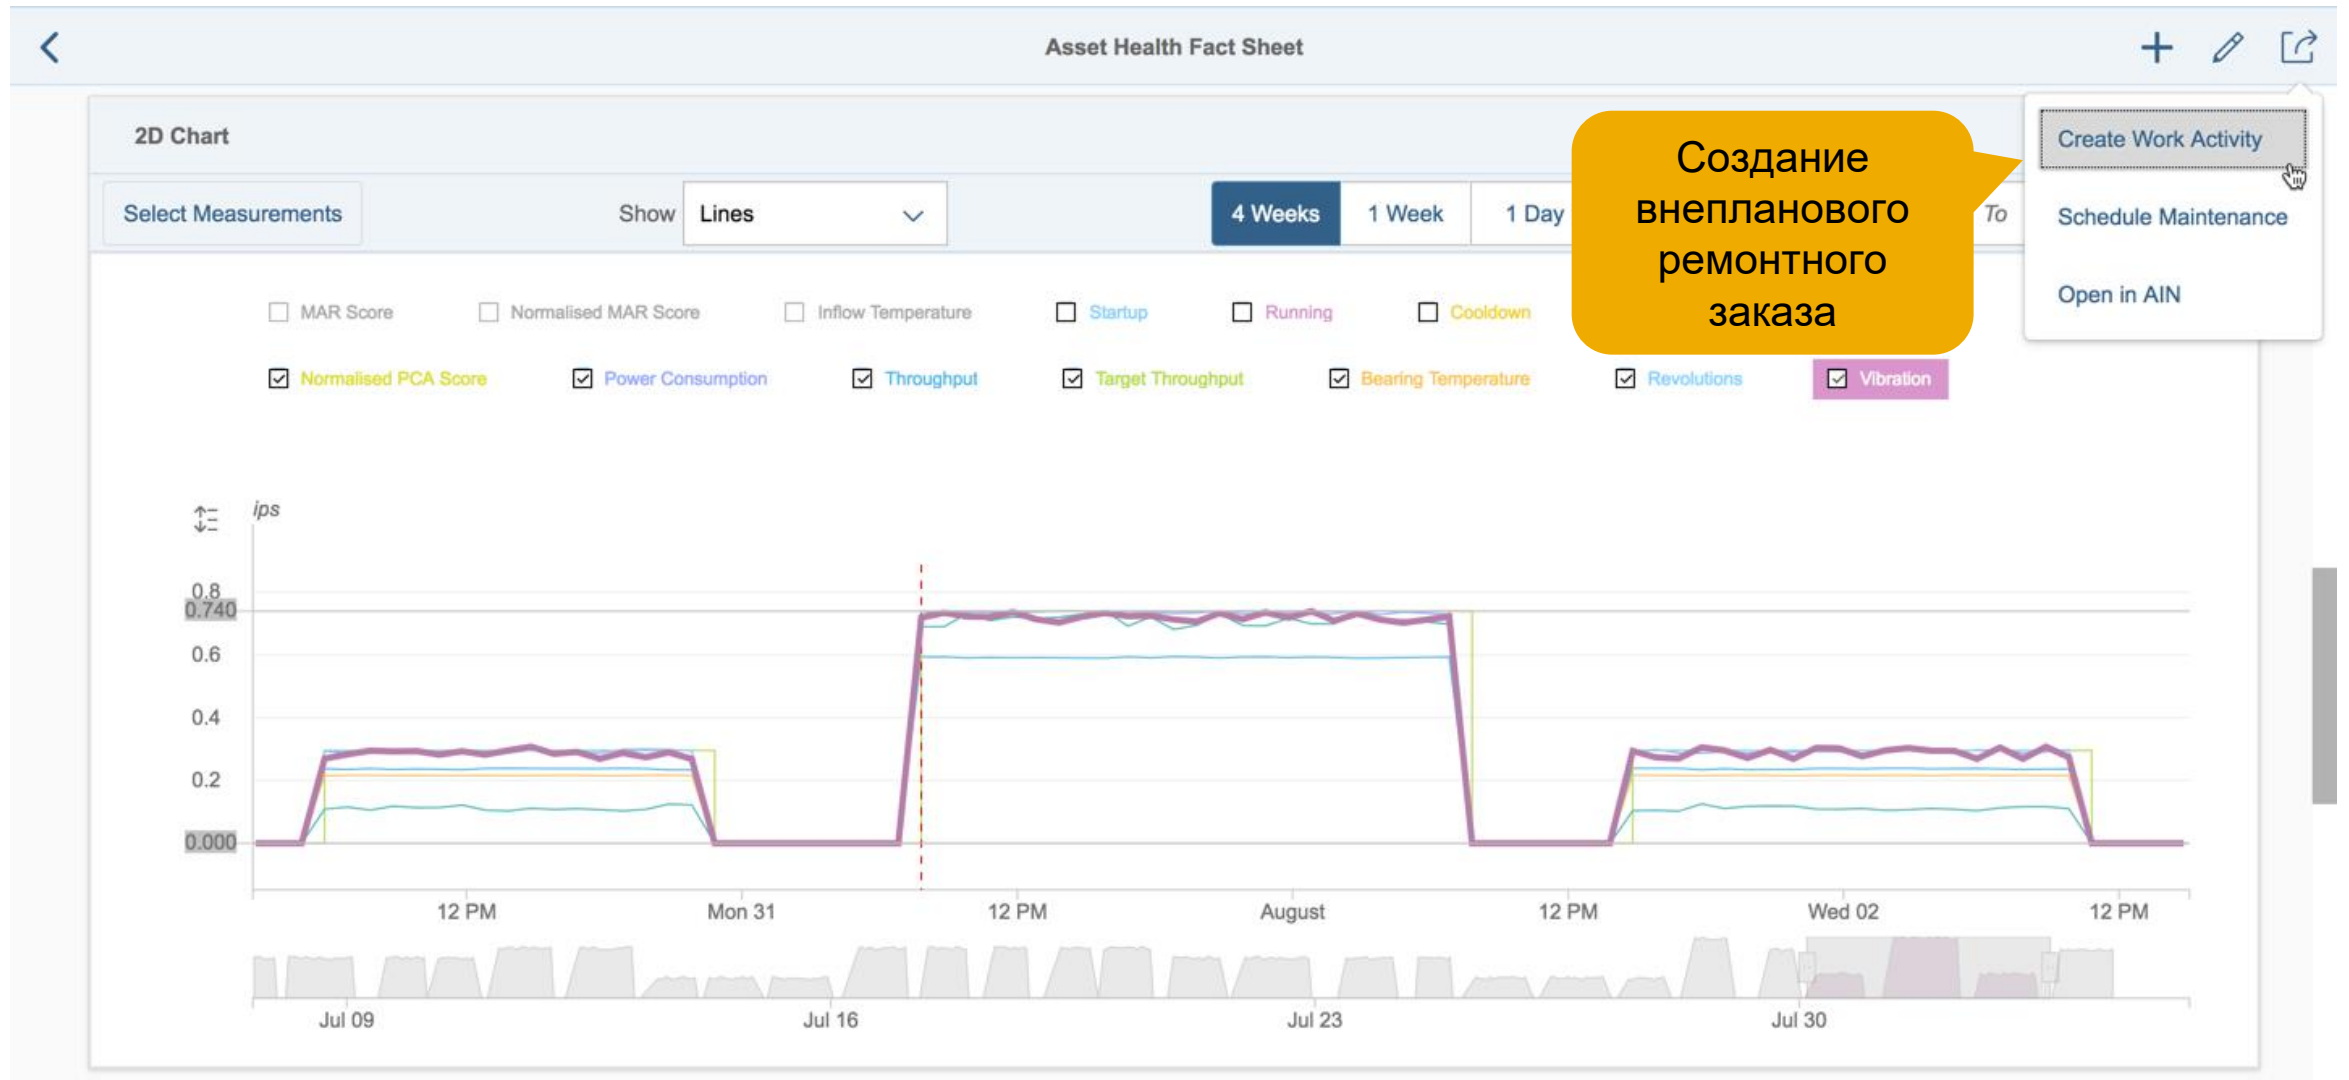 Asset Health Fact Sheet
2D Chart
Создание
внепланового
ремонтного
заказа
Create Work Activity
Schedule Maintenance
Open in AIN
Select Measurements
Show Lines
4 Weeks 1 Week 1 Day
To
MAR Score Normalised MAR Score Inflow Temperature Startup Running Cooldown
Normalised PCA Score Power Consumption Throughput Target Throughput Bearing Temperature Revolutions Vibration
ips
0.8
0.740
0.6
0.4
0.2
0.000
12 PM Mon 31 12 PM August 12 PM Wed 02 12 PM
Jul 09 Jul 16 Jul 23 Jul 30